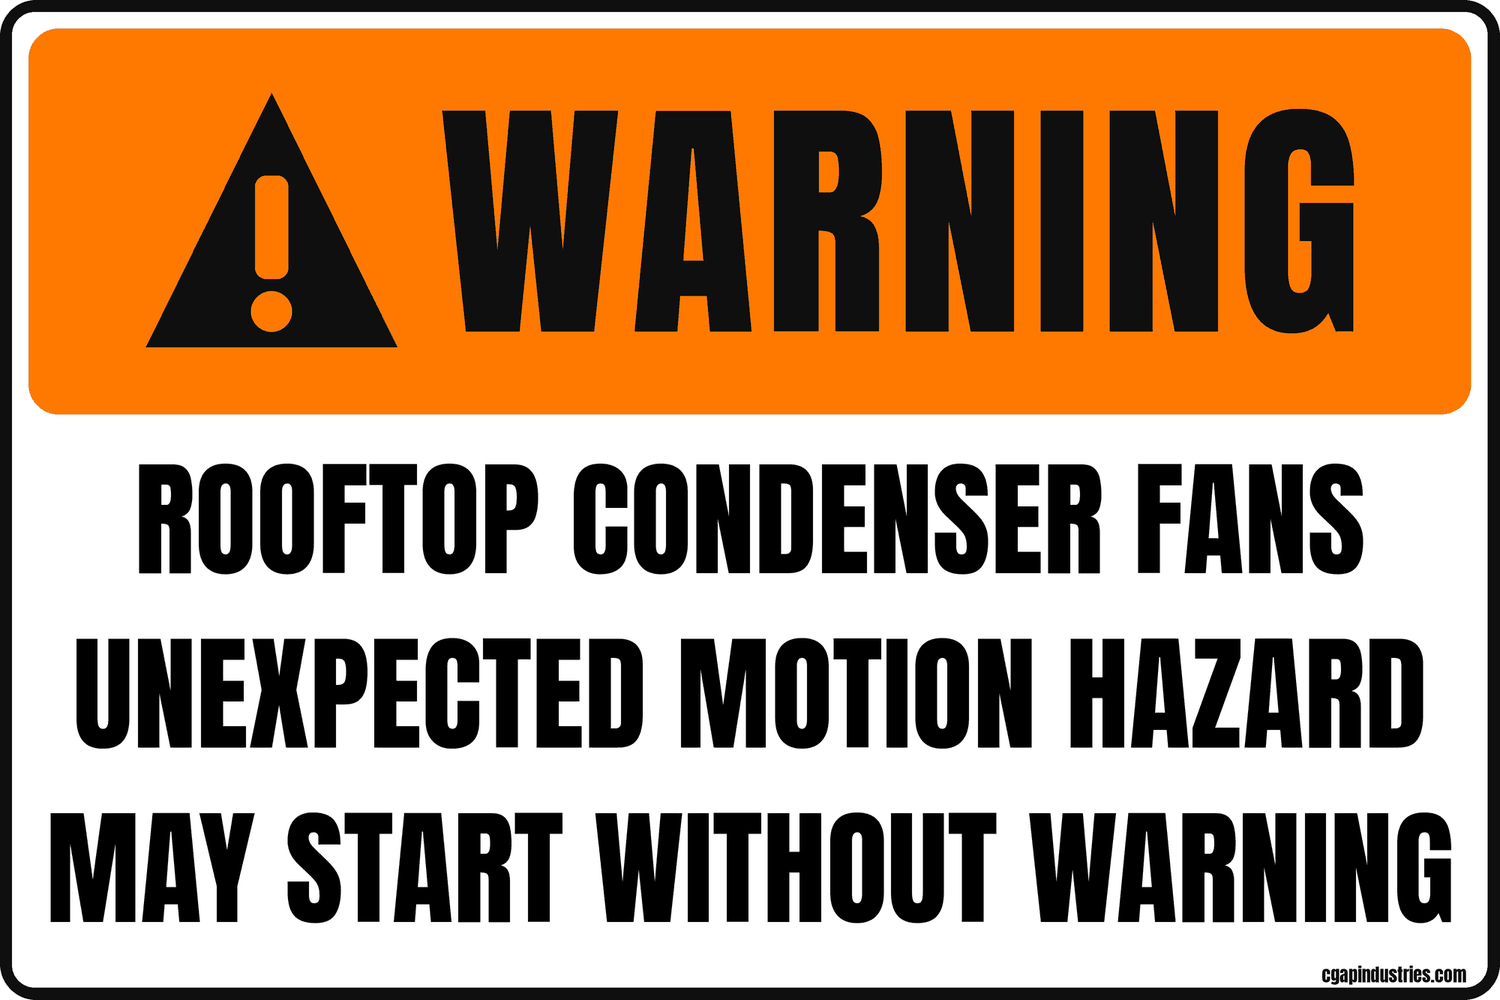 WARNING
ROOFTOP CONDENSER FANS
UNEXPECTED MOTION HAZARD
MAY START WITHOUT WARNING
cgapindustries.com